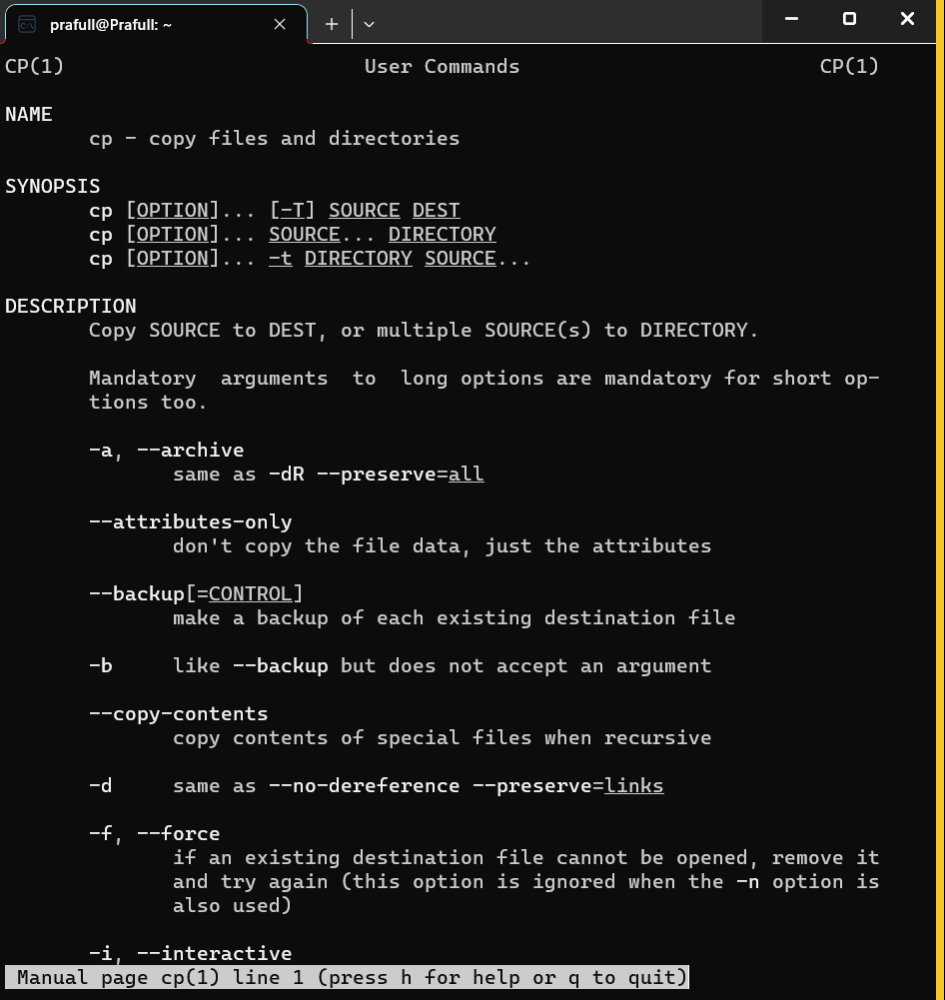 prafull@Prafull: ~
CP(1) User Commands CP(1)
NAME
cp - copy files and directories
SYNOPSIS
cp [OPTION]... [-T] SOURCE DEST
cp [OPTION]... SOURCE... DIRECTORY
cp [OPTION]... -t DIRECTORY SOURCE...
DESCRIPTION
Copy SOURCE to DEST, or multiple SOURCE(s) to DIRECTORY.
Mandatory arguments to long options are mandatory for short op-
tions too.
-a, --archive
same as -dR --preserve=all
--attributes-only
don't copy the file data, just the attributes
--backup[=CONTROL]
make a backup of each existing destination file
-b like --backup but does not accept an argument
--copy-contents
copy contents of special files when recursive
-d same as --no-dereference --preserve=links
-f, --force
if an existing destination file cannot be opened, remove it
and try again (this option is ignored when the -n option is
also used)
-i, --interactive
Manual page cp(1) line 1 (press h for help or q to quit)